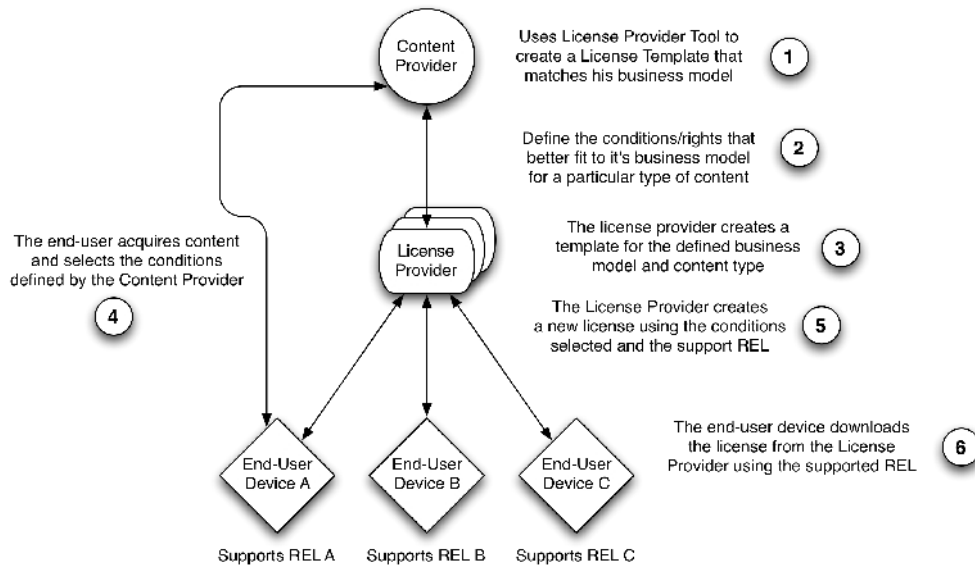 Content
Provider
Uses License Provider Tool to
create a License Template that
matches his business model
1
Define the conditions/rights that
better fit to it's business model
for a particular type of content
2
License
Provider
The license provider creates a
template for the defined business
model and content type
3
The end-user acquires content
and selects the conditions
defined by the Content Provider
4
The License Provider creates
a new license using the conditions
selected and the support REL
5
The end-user device downloads
the license from the License
Provider using the supported REL
6
End-User
Device A
End-User
Device B
End-User
Device C
Supports REL A
Supports REL B
Supports REL C